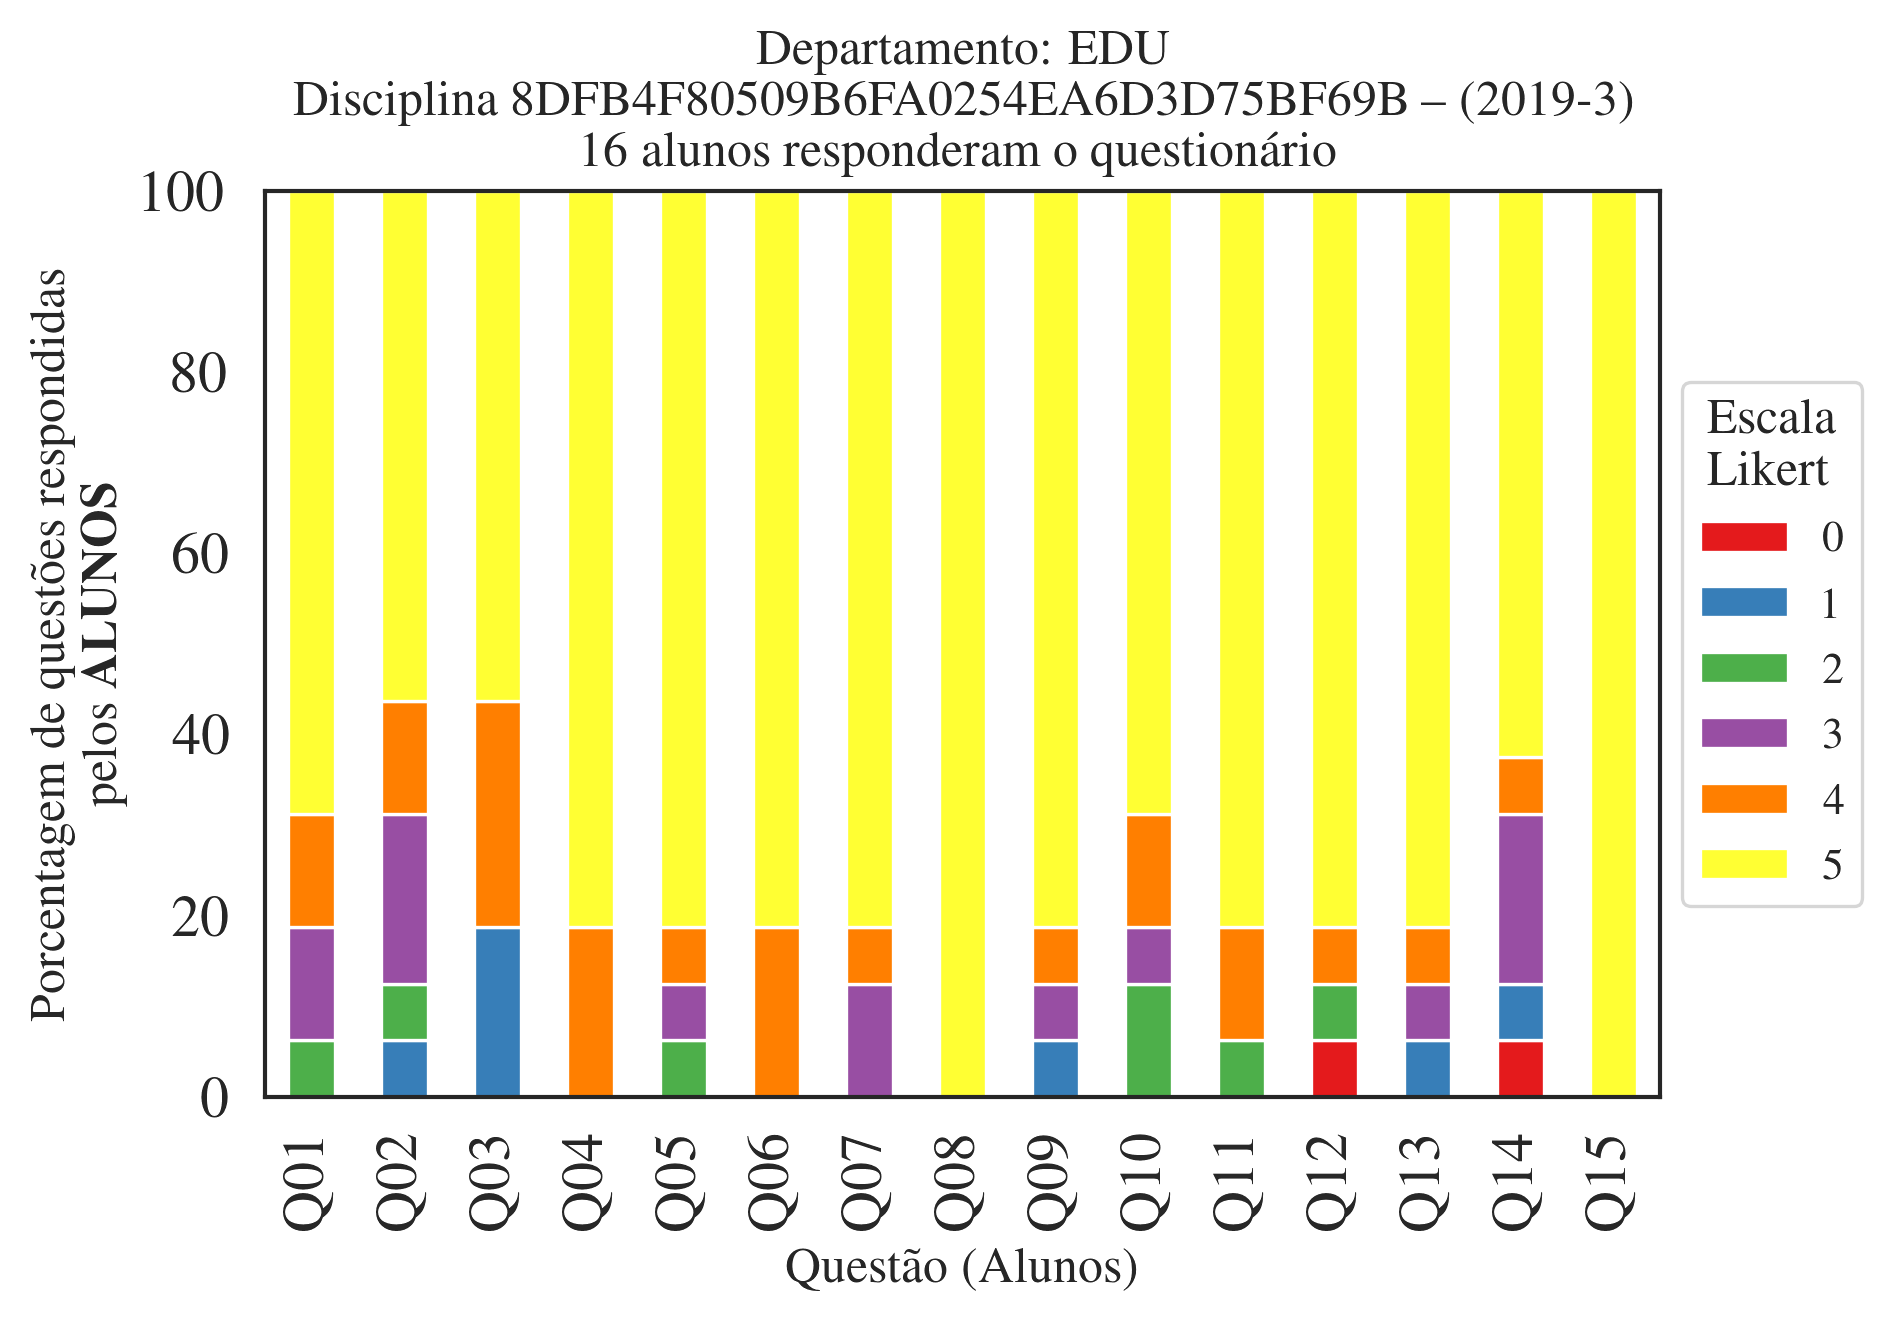 Departamento: EDU
Disciplina 8DFB4F80509B6FA0254EA6D3D75BF69B – (2019-3)
16 alunos responderam o questionário
Porcentagem de questões respondidas
pelos ALUNOS
100
80
60
40
20
0
Q01
Q02
Q03
Q04
Q05
Q06
Q07
Q08
Q09
Q10
Q11
Q12
Q13
Q14
Q15
Questão (Alunos)
Escala
Likert
0
1
2
3
4
5